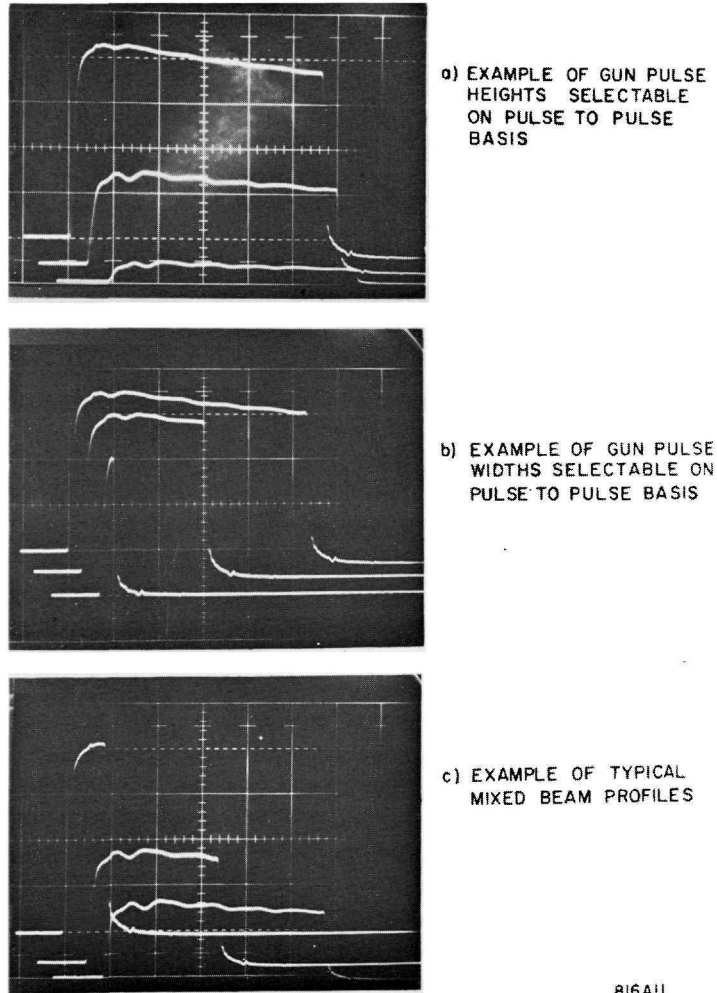 a) EXAMPLE OF GUN PULSE
HEIGHTS SELECTABLE
ON PULSE TO PULSE
BASIS
b) EXAMPLE OF GUN PULSE
WIDTHS SELECTABLE ON
PULSE TO PULSE BASIS
c) EXAMPLE OF TYPICAL
MIXED BEAM PROFILES
816A11